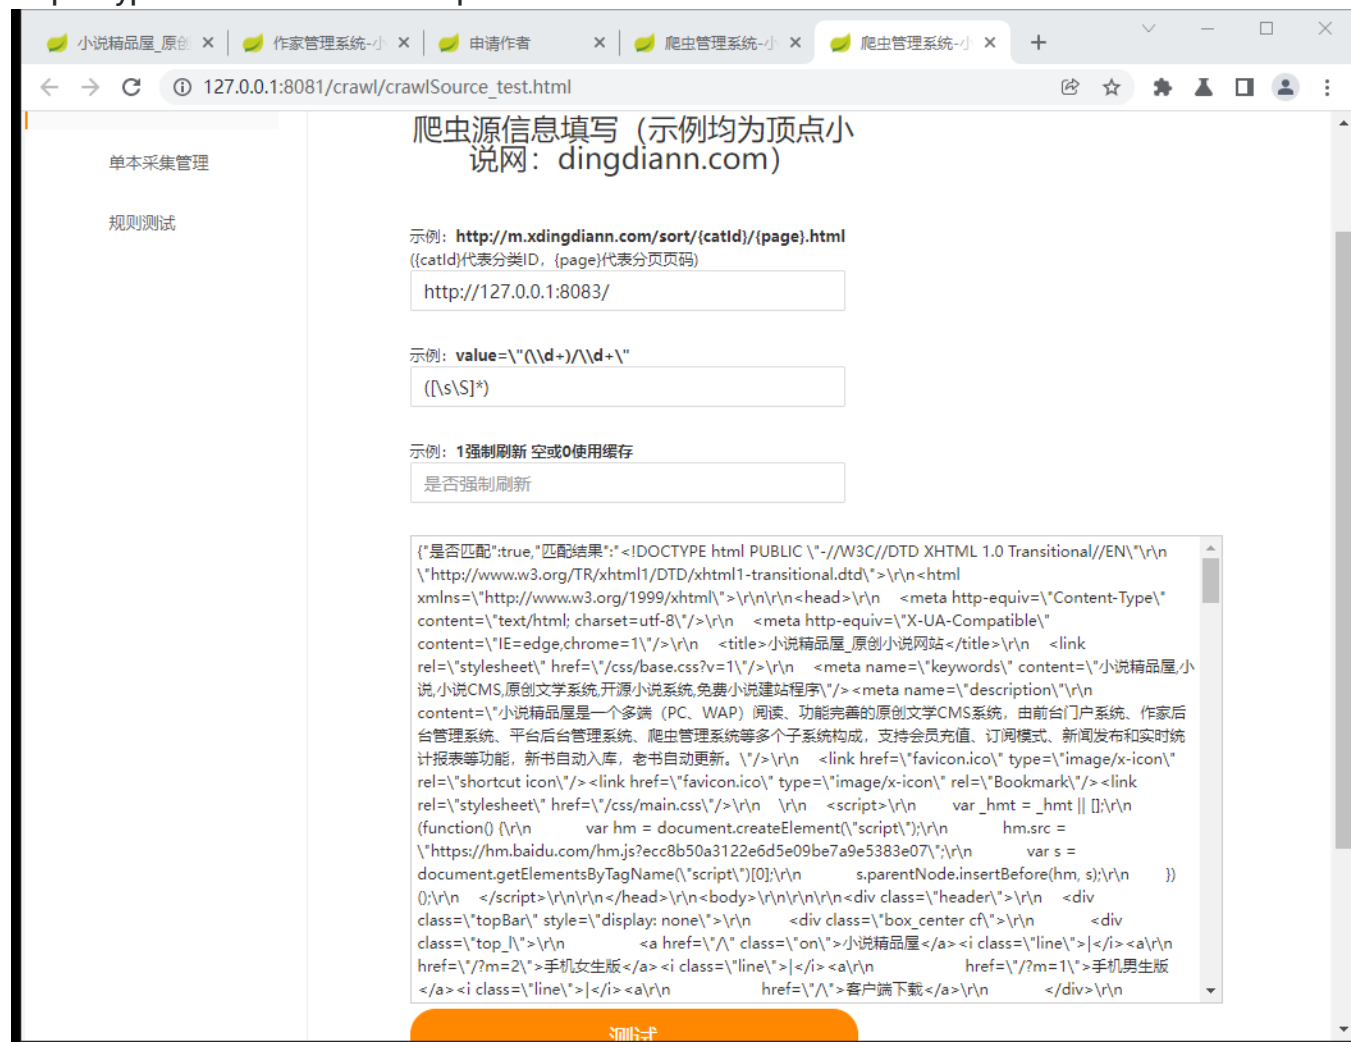 小说精品屋_原创
作家管理系统-小
申请作者
爬虫管理系统-小
爬虫管理系统-小
127.0.0.1:8081/crawl/crawlSource_test.html
单本采集管理
规则测试
爬虫源信息填写（示例均为顶点小
说网：dingdiann.com）
示例：http://m.xdingdiann.com/sort/{catId}/{page}.html
({catId}代表分类ID，{page}代表分页页码)
http://127.0.0.1:8083/
示例：value=\"(\\d+)/\\d+\"
([\s\S]*)
示例：1强制刷新 空或0使用缓存
是否强制刷新
{"是否匹配":true,"匹配结果":"<!DOCTYPE html PUBLIC \"-//W3C//DTD XHTML 1.0 Transitional//EN\"\r\n
\"http://www.w3.org/TR/xhtml1/DTD/xhtml1-transitional.dtd\">\r\n<html
xmlns=\"http://www.w3.org/1999/xhtml\">\r\n\r\n<head>\r\n    <meta http-equiv=\"Content-Type\"
content=\"text/html; charset=utf-8\"/>\r\n    <meta http-equiv=\"X-UA-Compatible\"
content=\"IE=edge,chrome=1\"/>\r\n    <title>小说精品屋_原创小说网站</title>\r\n    <link
rel=\"stylesheet\" href=\"/css/base.css?v=1\"/>\r\n    <meta name=\"keywords\" content=\"小说精品屋,小
说,小说CMS,原创文学系统,开源小说系统,免费小说建站程序\"/><meta name=\"description\"\r\n
content=\"小说精品屋是一个多端（PC、WAP）阅读、功能完善的原创文学CMS系统，由前台门户系统、作家后
台管理系统、平台后台管理系统、爬虫管理系统等多个子系统构成，支持会员充值、订阅模式、新闻发布和实时统
计报表等功能，新书自动入库，老书自动更新。\"/>\r\n    <link href=\"favicon.ico\" type=\"image/x-icon\"
rel=\"shortcut icon\"/><link href=\"favicon.ico\" type=\"image/x-icon\" rel=\"Bookmark\"/><link
rel=\"stylesheet\" href=\"/css/main.css\"/>\r\n    \r\n    <script>\r\n        var _hmt = _hmt || [];\r\n
(function() {\r\n            var hm = document.createElement(\"script\");\r\n            hm.src =
\"https://hm.baidu.com/hm.js?ecc8b50a3122e6d5e09be7a9e5383e07\";\r\n            var s =
document.getElementsByTagName(\"script\")[0];\r\n            s.parentNode.insertBefore(hm, s);\r\n        })
();\r\n    </script>\r\n\r\n</head>\r\n<body>\r\n\r\n\r\n<div class=\"header\">\r\n    <div
class=\"topBar\" style=\"display: none\">\r\n        <div class=\"box_center cf\">\r\n            <div
class=\"top_l\">\r\n                <a href=\"/\" class=\"on\">小说精品屋</a><i class=\"line\">|</i><a\r\n
href=\"/?m=2\">手机女生版</a><i class=\"line\">|</i><a\r\n                href=\"/?m=1\">手机男生版
</a><i class=\"line\">|</i><a\r\n                href=\"/\">客户端下载</a>\r\n            </div>\r\n
测试